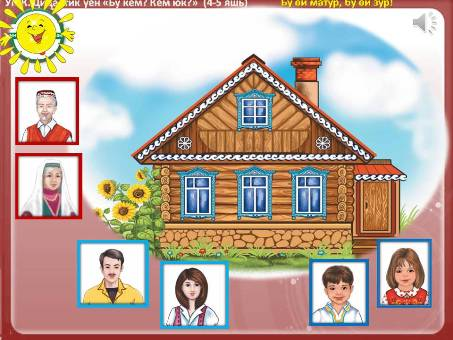 уен «Бу кем? Кем юк?» (4-5 яшь) Бу өй матур, бу өй зур!